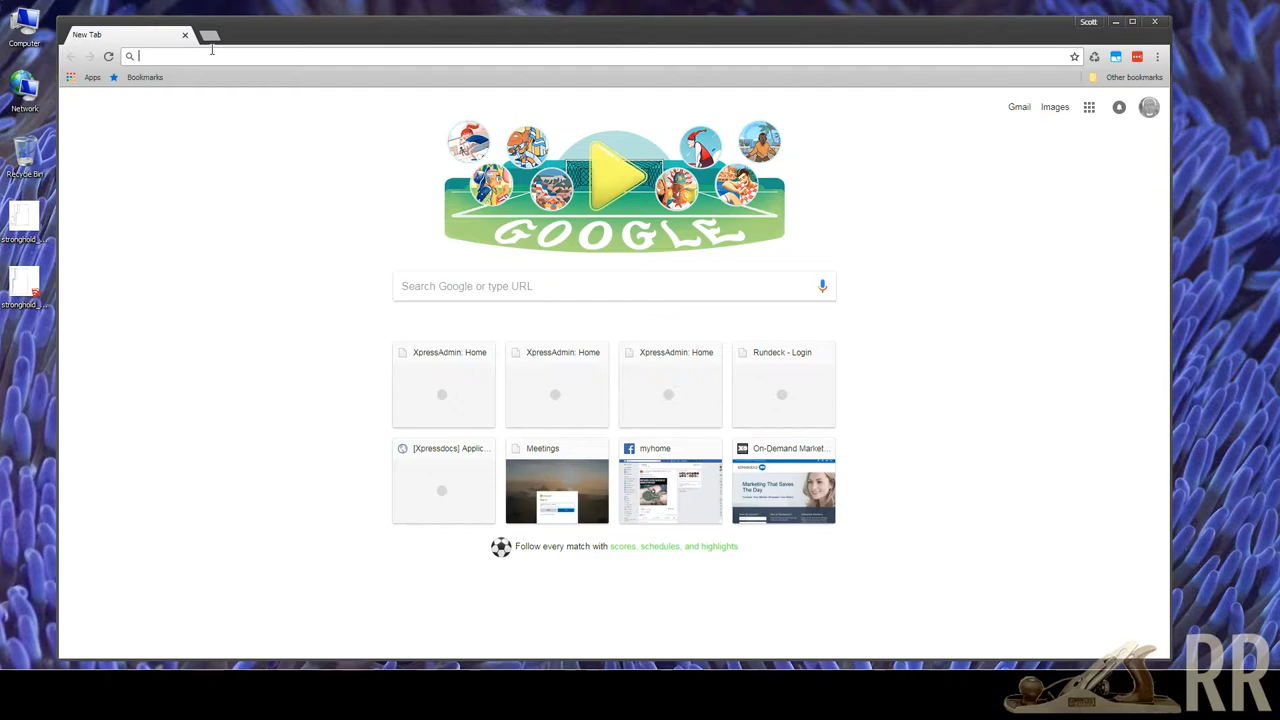 Scott
New Tab
Computer
Apps
Bookmarks
Other bookmarks
Network
Gmail
Images
GOOGLE
Recycle Bin
Search Google or type URL
stronghold_...
stronghold_...
XpressAdmin: Home
XpressAdmin: Home
XpressAdmin: Home
Rundeck - Login
[Xpressdocs] Applic...
Meetings
myhome
On-Demand Market...
Marketing That Saves
The Day
Follow every match with scores, schedules, and highlights
RR